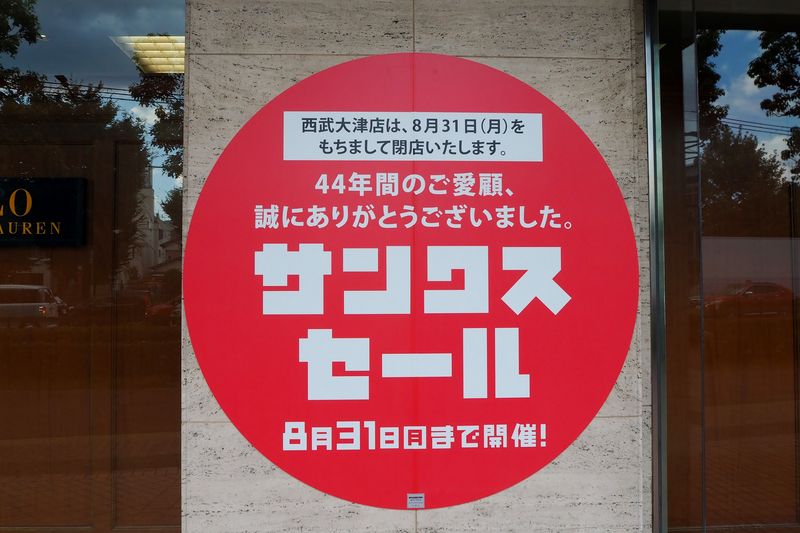 西武大津店は、8月31日(月)を
もちまして閉店いたします。
44年間のご愛顧、
誠にありがとうございました。
サンクス
セール
8月31日月まで開催!
LO
AUREN